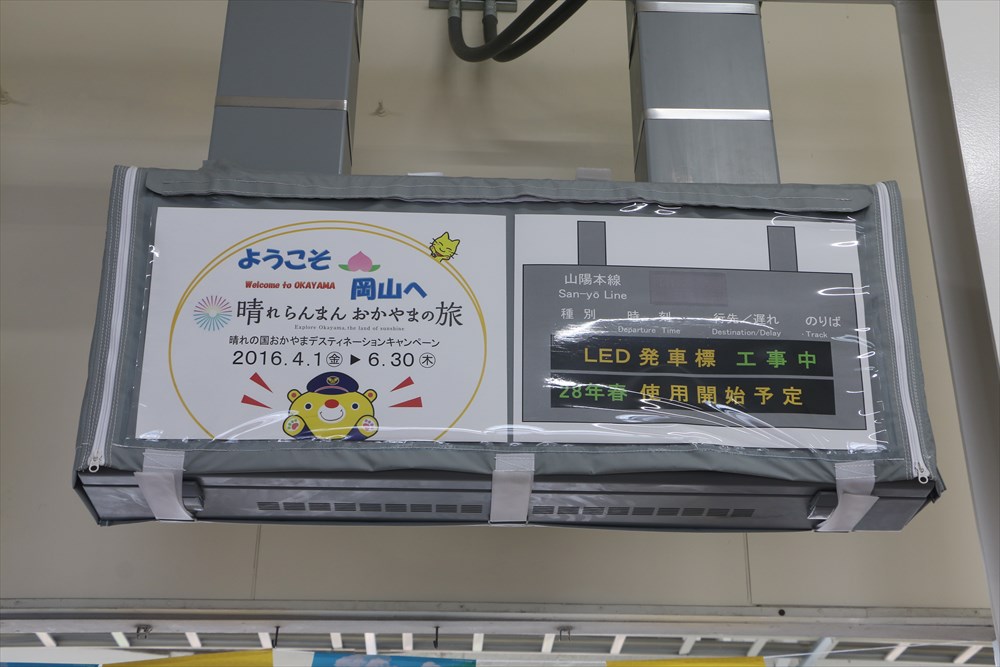 ようこそ
Welcome to OKAYAMA
岡山へ
晴れらんまん おかやまの旅
Explore Okayama, the land of sunshine
晴れの国おかやまデスティネーションキャンペーン
2016.4.1㊎▶6.30㊍
山陽本線
San-yō Line
種別 時刻 行先／遅れ のりば
Departure Time Destination/Delay Track
LED発車標 工事中
28年春 使用開始予定